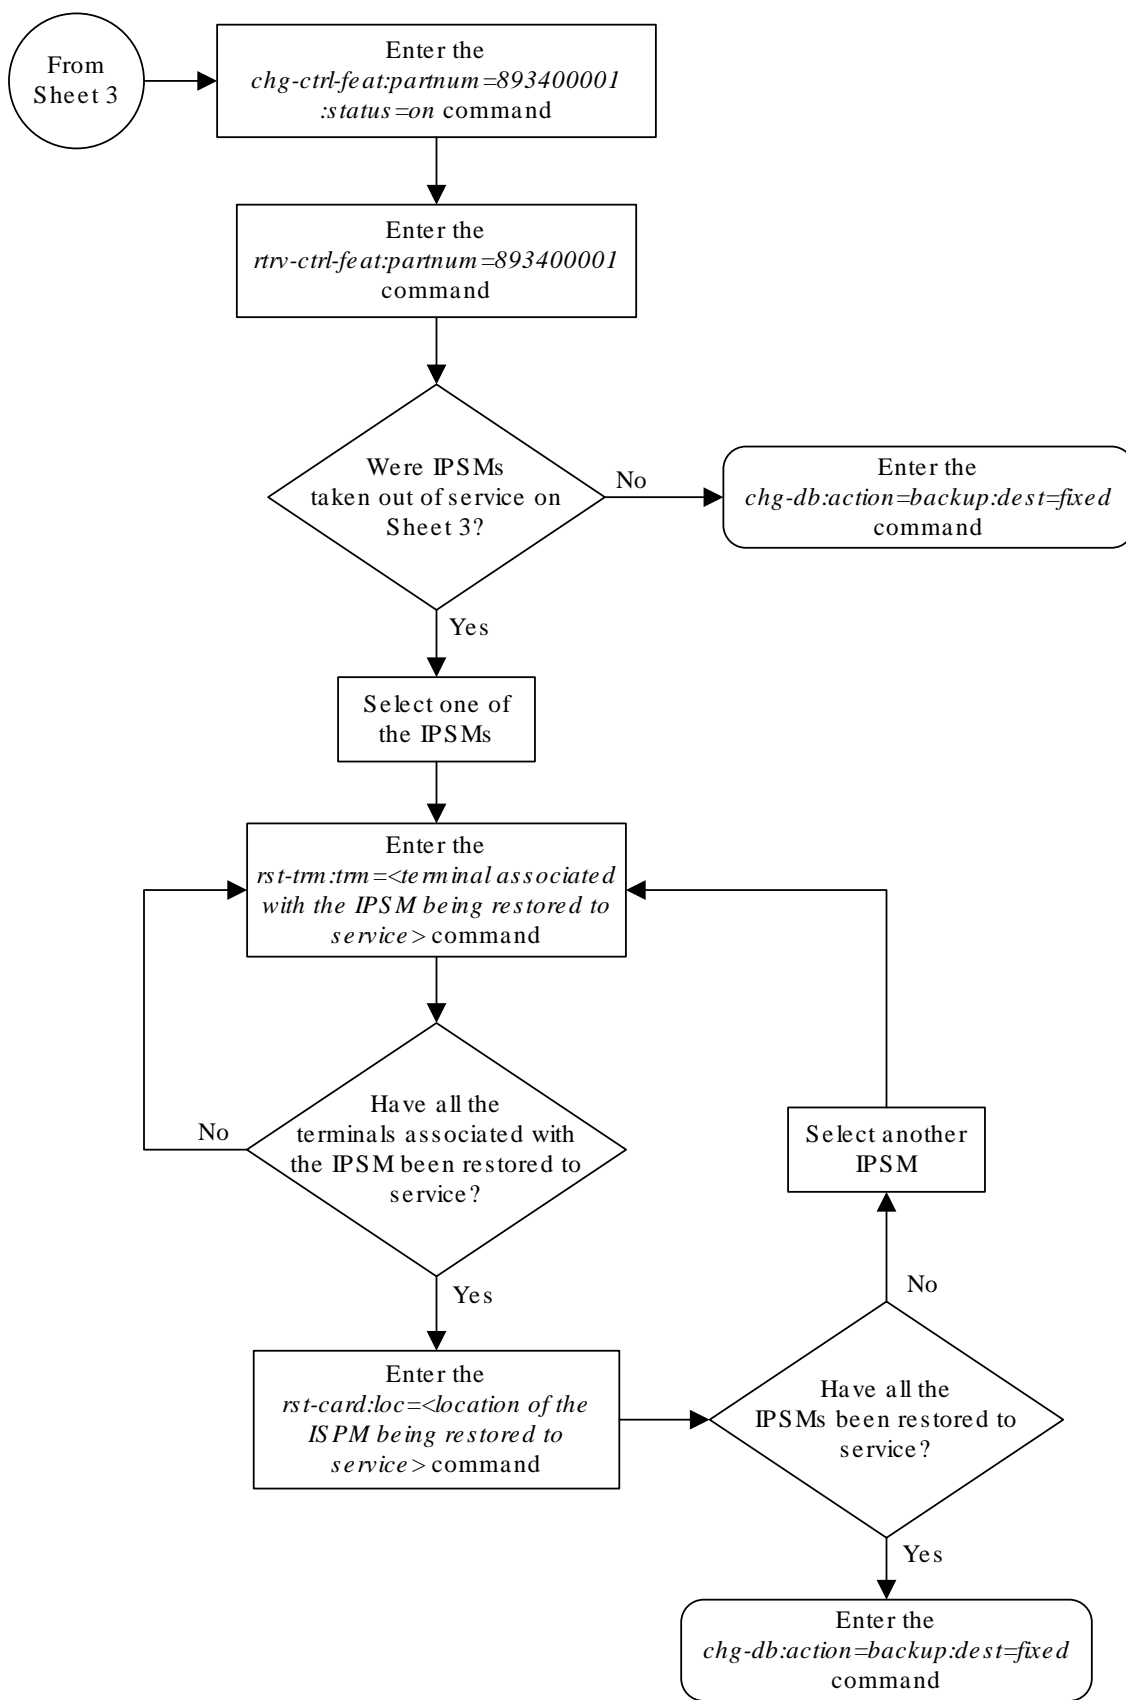 From
Sheet 3
Enter the
chg-ctrl-feat:partnum=893400001
:status=on command
Enter the
rtrv-ctrl-feat:partnum=893400001
command
Were IPSMs
taken out of service on
Sheet 3?
No
Enter the
chg-db:action=backup:dest=fixed
command
Yes
Select one of
the IPSMs
Enter the
rst-trm:trm=<terminal associated
with the IPSM being restored to
service> command
Have all the
terminals associated with
the IPSM been restored to
service?
No
Yes
Enter the
rst-card:loc=<location of the
ISPM being restored to
service> command
Have all the
IPSMs been restored to
service?
No
Select another
IPSM
Yes
Enter the
chg-db:action=backup:dest=fixed
command